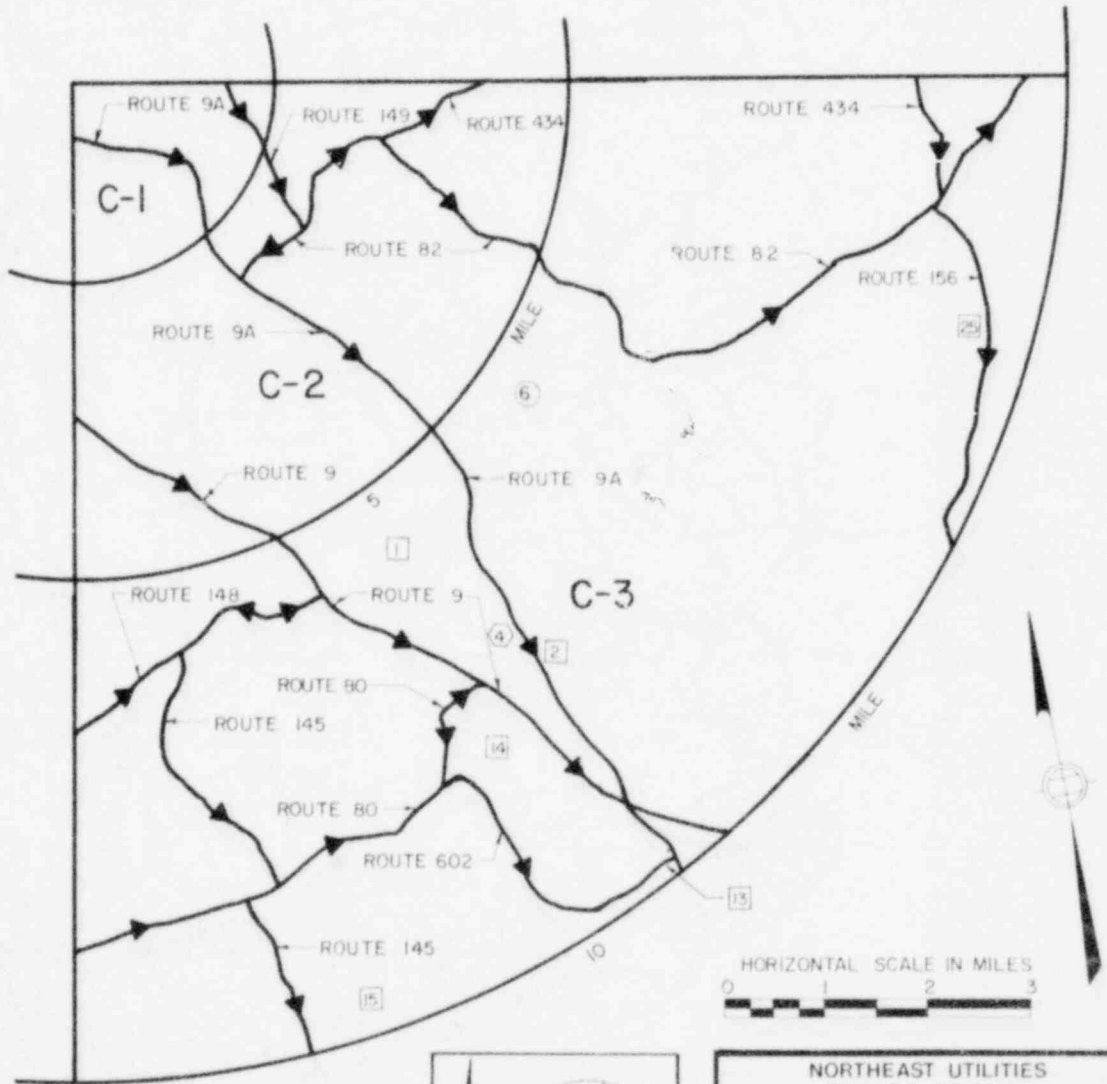 ROUTE 9A
ROUTE 149
ROUTE 434
ROUTE 434
C-1
ROUTE 82
ROUTE 82
ROUTE 156
25
ROUTE 9A
MILE
C-2
6
ROUTE 9
ROUTE 9A
5
1
ROUTE 148
ROUTE 9
C-3
4
2
ROUTE 80
MILE
ROUTE 145
14
ROUTE 80
ROUTE 602
13
ROUTE 145
10
15
HORIZONTAL SCALE IN MILES
0 1 2 3
NORTHEAST UTILITIES